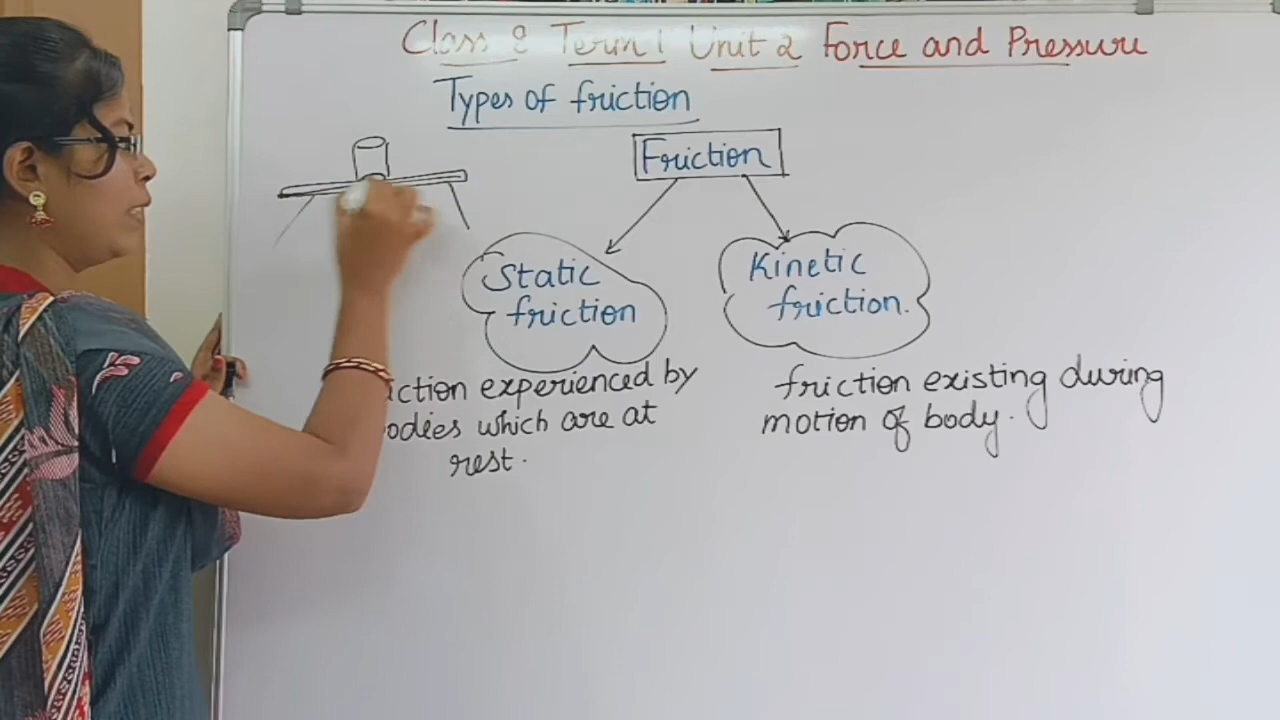 Class 8 Term 1 Unit 2 Force and Pressure
Types of friction
Friction
Static
friction
Kinetic
friction.
experienced by
which are at
rest.
friction existing during
motion of body.